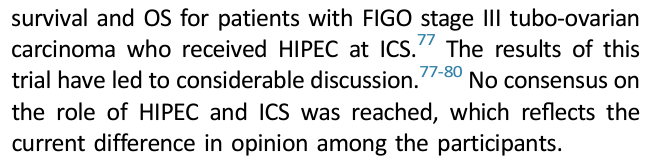 survival and OS for patients with FIGO stage III tubo-ovarian
carcinoma who received HIPEC at ICS.77 The results of this
trial have led to considerable discussion.77-80 No consensus on
the role of HIPEC and ICS was reached, which reflects the
current difference in opinion among the participants.